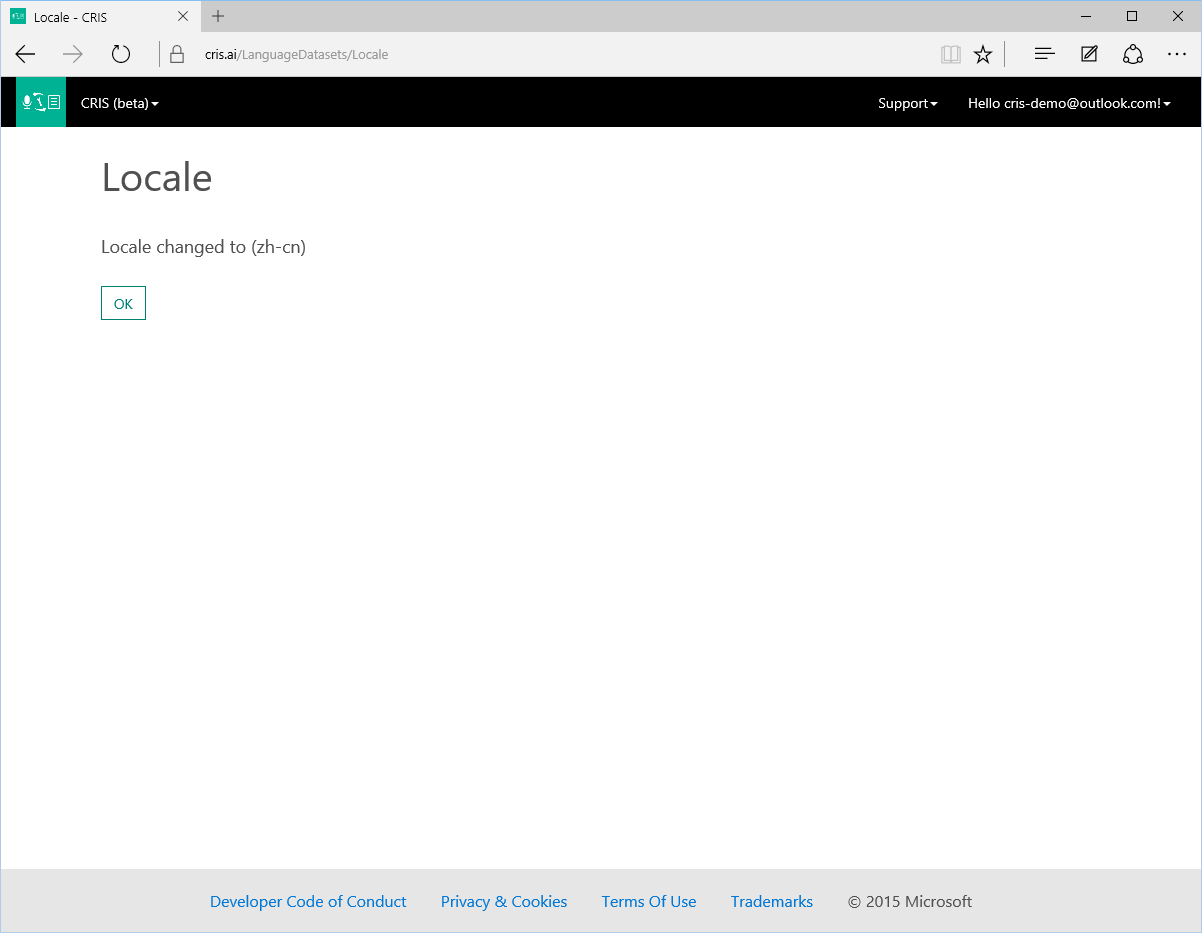 Locale - CRIS
cris.ai/LanguageDatasets/Locale
CRIS (beta) Support Hello cris-demo@outlook.com!
Locale
Locale changed to (zh-cn)
OK
Developer Code of Conduct Privacy & Cookies Terms Of Use Trademarks © 2015 Microsoft